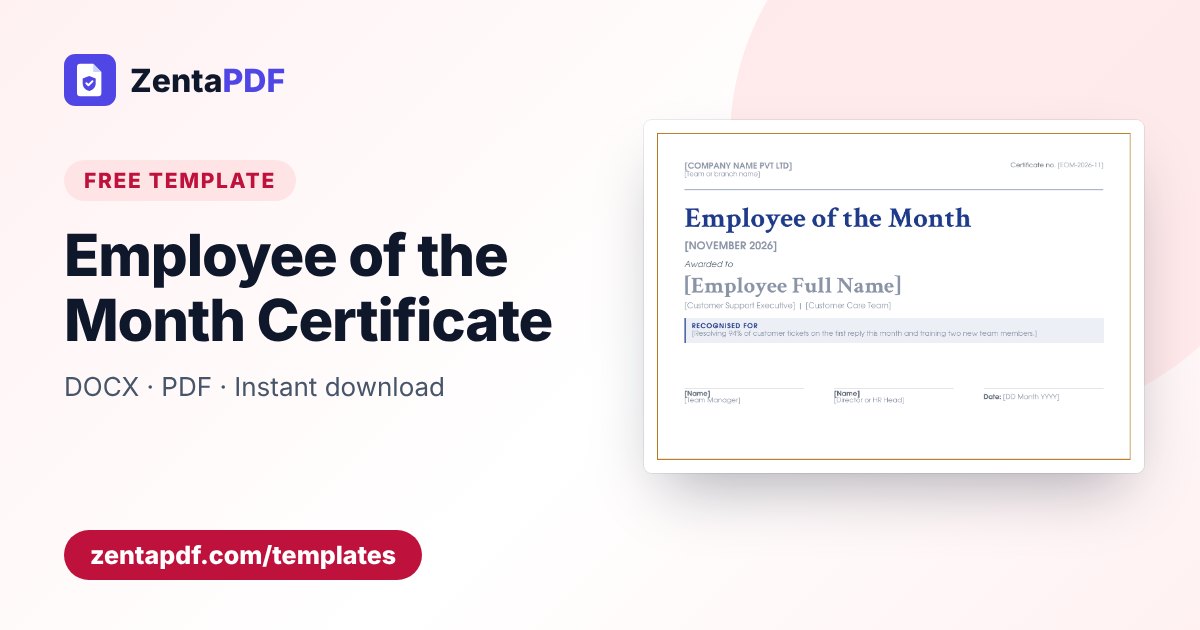 ZentaPDF
FREE TEMPLATE
Employee of the
Month Certificate
DOCX · PDF · Instant download
zentapdf.com/templates
[COMPANY NAME PVT LTD]
[Team or branch name]
Certificate no. [EOM-2026-11]
Employee of the Month
[NOVEMBER 2026]
Awarded to
[Employee Full Name]
[Customer Support Executive] | [Customer Care Team]
RECOGNISED FOR
[Resolving 94% of customer tickets on the first reply this month and training two new team members.]
[Name]
[Team Manager]
[Name]
[Director or HR Head]
Date: [DD Month YYYY]